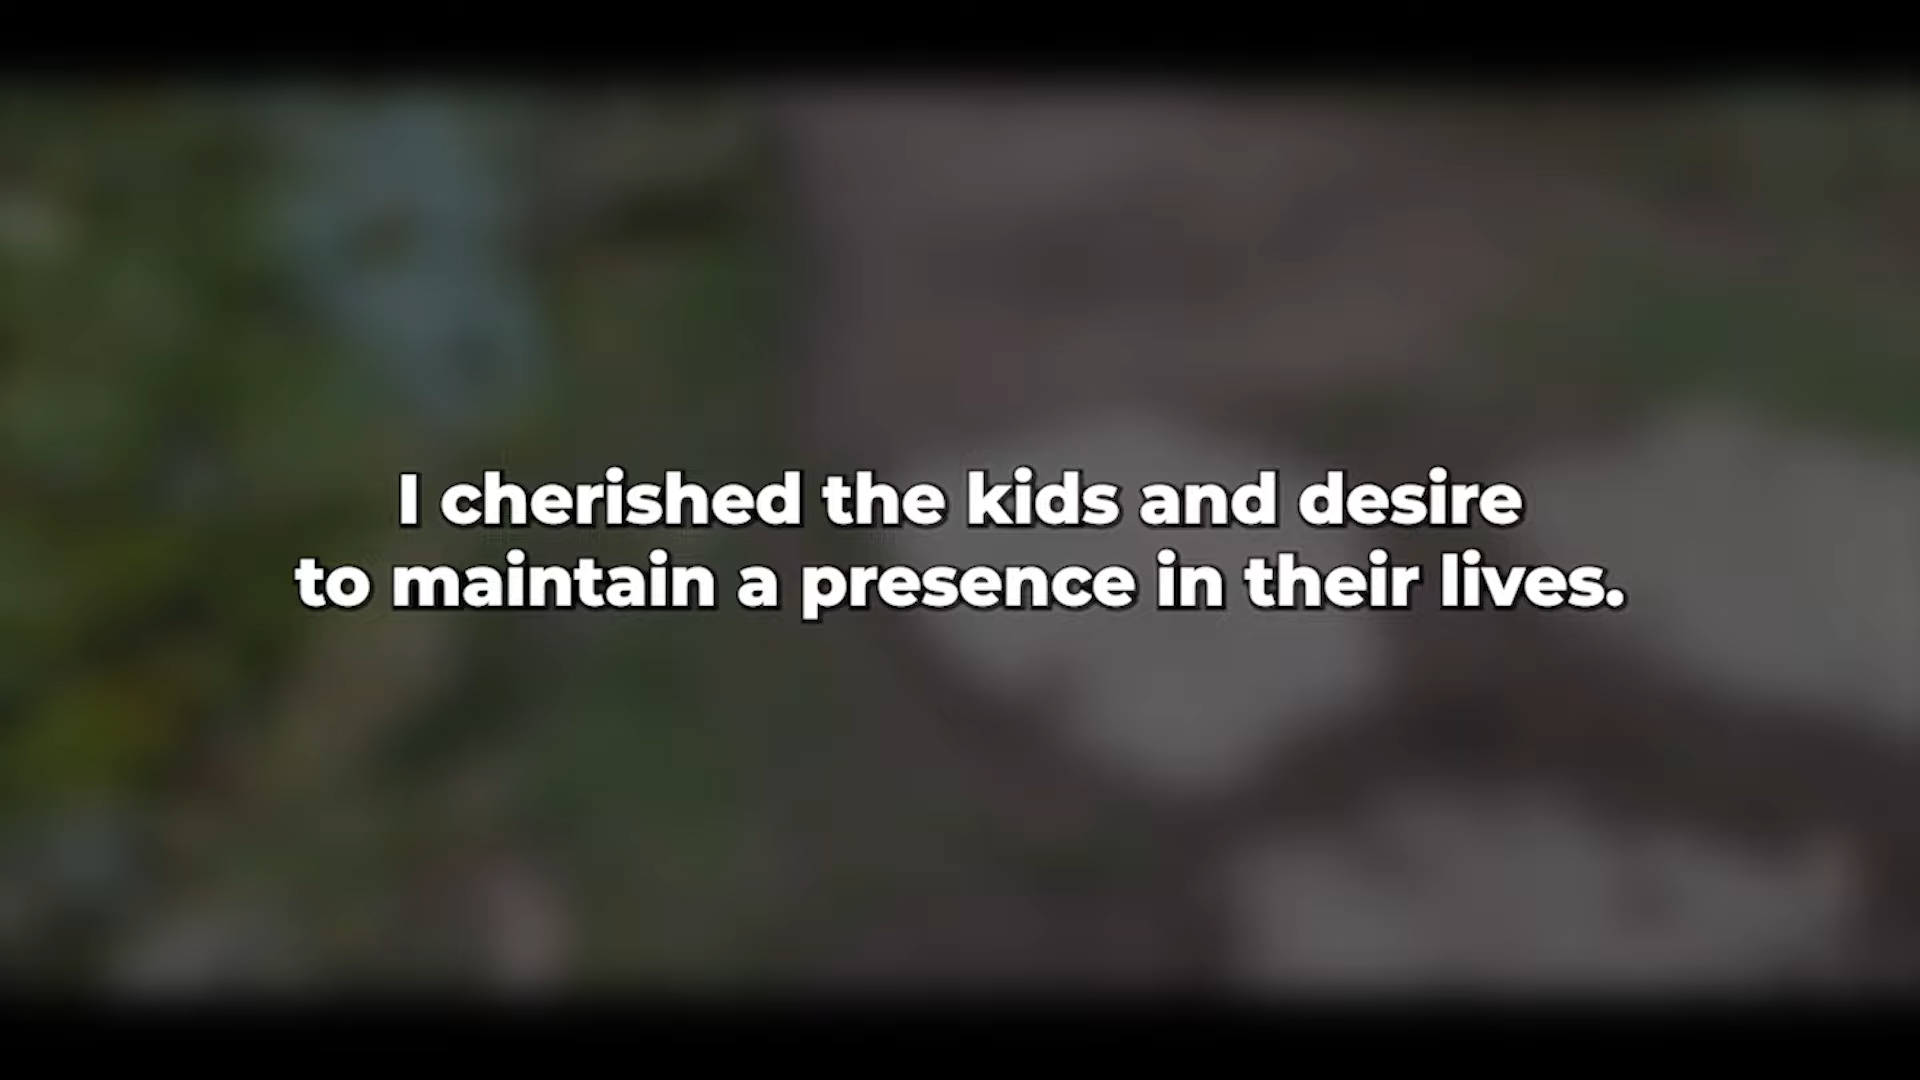 I cherished the kids and desire
to maintain a presence in their lives.